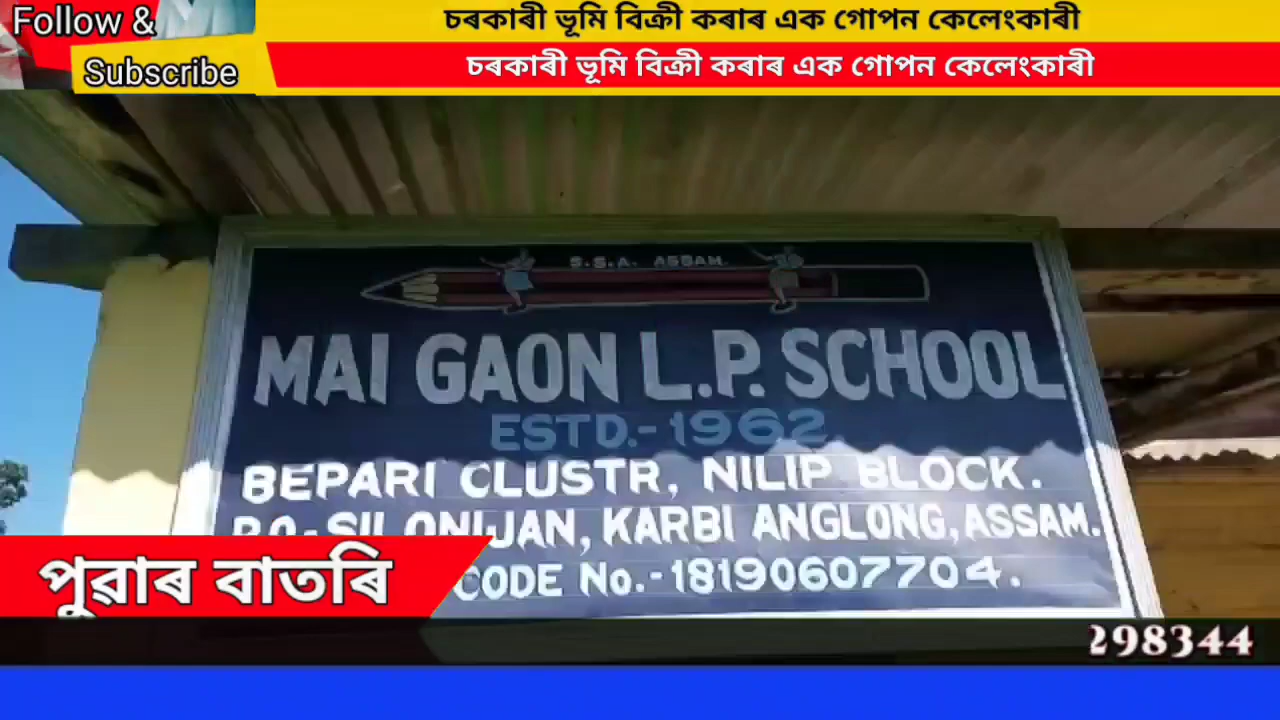 Follow &
Subscribe
চৰকাৰী ভূমি বিক্ৰী কৰাৰ এক গোপন কেলেংকাৰী
চৰকাৰী ভূমি বিক্ৰী কৰাৰ এক গোপন কেলেংকাৰী
S.S.A. ASSAM.
MAI GAON L.P. SCHOOL
ESTD.-1962
BEPARI CLUSTR, NILIP BLOCK.
P.O-SILONIJAN, KARBI ANGLONG, ASSAM.
CODE No.-18190607704.
পুৱাৰ বাতৰি
298344